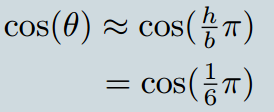 cos(θ) ≈ cos(h/b π)
= cos(1/6 π)